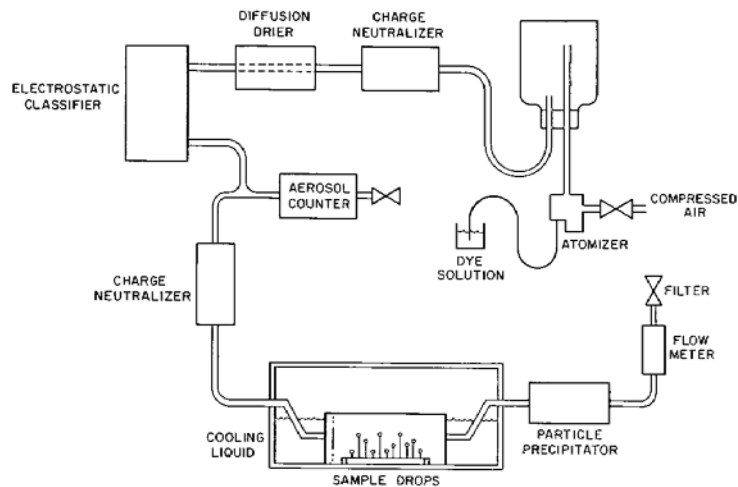 DIFFUSION
DRIER
CHARGE
NEUTRALIZER
ELECTROSTATIC
CLASSIFIER
AEROSOL
COUNTER
COMPRESSED
AIR
ATOMIZER
DYE
SOLUTION
CHARGE
NEUTRALIZER
FILTER
FLOW
METER
COOLING
LIQUID
PARTICLE
PRECIPITATOR
SAMPLE DROPS